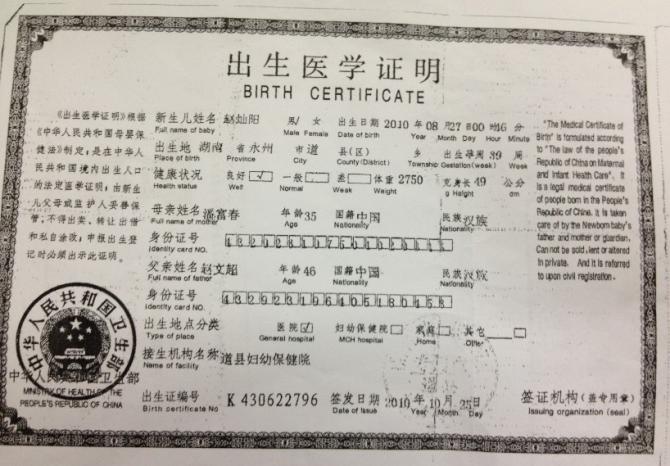 出生医学证明
BIRTH CERTIFICATE
《出生医学证明》根据
《中华人民共和国母婴保
健法》制定,是在中华人
民共和国境内出生人口
的法定医学证明,由新生
儿父母或监护人妥善保
管,不得出卖、转让出借
和私自涂改,申报出生登
记时必须出示此证明。
新生儿姓名 赵灿阳 男/ 女 出生日期 2010 年 08 月 27 日 00 时 46 分
Full name of baby Male Female Date of birth Year Month Day Hour Minute
出生地 湖南 省 永州 市 道 县(区) 乡 出生孕周 39 周
Place of birth Province City County(District) Township Gestation(week) Week
健康状况 良好 ✓ 一般 差 体重 2750 克身长 49 公分
Health status Well Normal Weak Weight g Height cm
母亲姓名 潘富春 年龄 35 国籍 中国 民族 汉族
Full name of mother Age Nationality Nationality
身份证号
Identity card NO.
父亲姓名 赵文超 年龄 46 国籍 中国 民族 汉族
Full name of father Age Nationality Nationality
身份证号
Identity card NO.
出生地点分类 医院 ✓ 妇幼保健院 家庭 其它
Type of place General hospital MCH hospital Home Other
接生机构名称 道县妇幼保健院
Name of facility
出生证编号 K 430622796 签发日期 2010 年 10 月 25 日 签证机构(盖专用章)
Birth certificate No Date of Issue Year Month Day Issuing organization (seal)
"The Medical Certificate of
Birth" is formulated according
to "The law of the people's
Republic of China on Maternal
and Infant Health Care". It
is a legal medical certificate
of people born in the People's
Republic of China. It is taken
care of by the Newborn baby's
father and mother or guardian.
Can not be sold, lent or altered
in private. And it is referred
to upon civil registration.
中华人民共和国卫生部
中华人民共和国卫生部
MINISTRY OF HEALTH OF THE
PEOPLE'S REPUBLIC OF CHINA